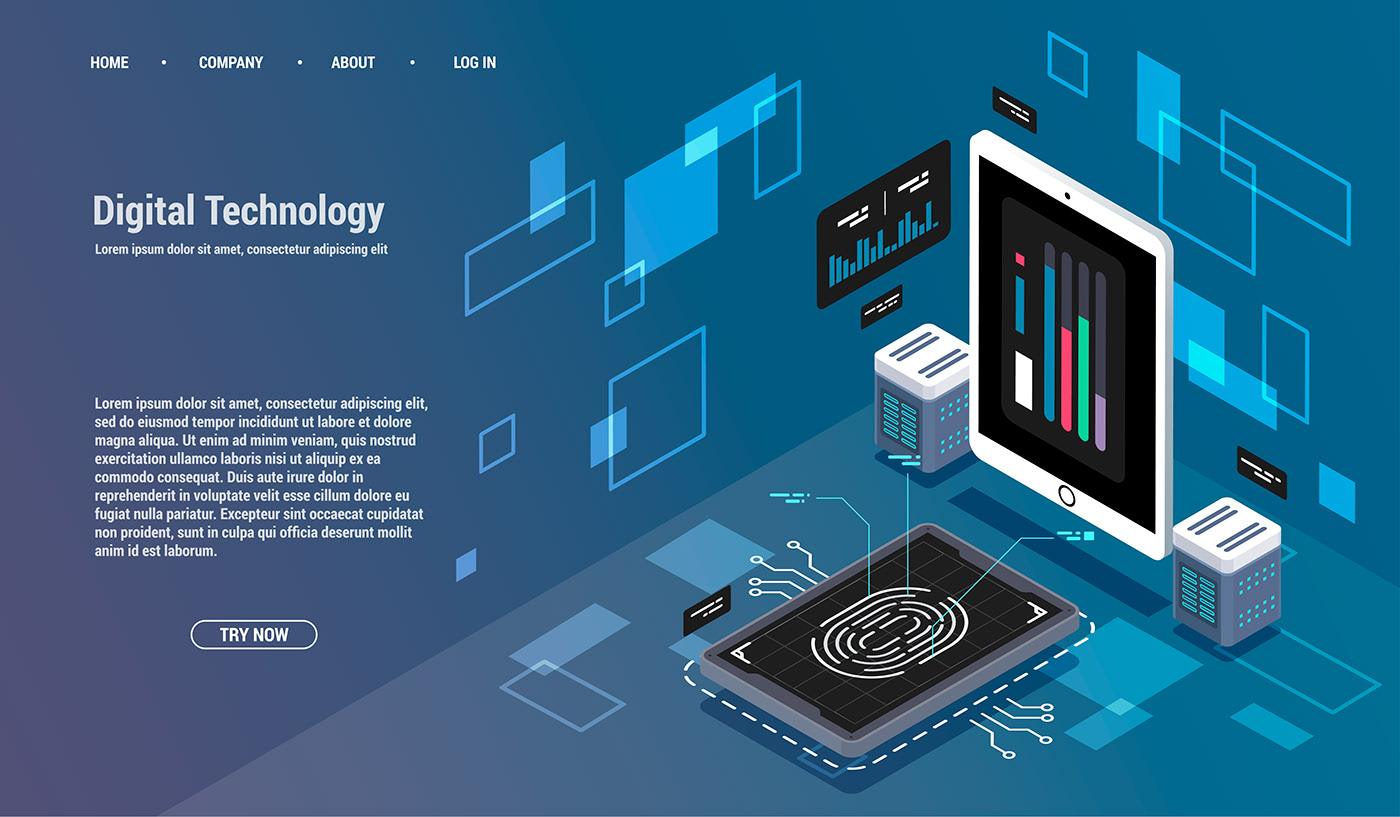 HOME • COMPANY • ABOUT • LOG IN
Digital Technology
Lorem ipsum dolor sit amet, consectetur adipiscing elit
Lorem ipsum dolor sit amet, consectetur adipiscing elit,
sed do eiusmod tempor incididunt ut labore et dolore
magna aliqua. Ut enim ad minim veniam, quis nostrud
exercitation ullamco laboris nisi ut aliquip ex ea
commodo consequat. Duis aute irure dolor in
reprehenderit in voluptate velit esse cillum dolore eu
fugiat nulla pariatur. Excepteur sint occaecat cupidatat
non proident, sunt in culpa qui officia deserunt mollit
anim id est laborum.
TRY NOW